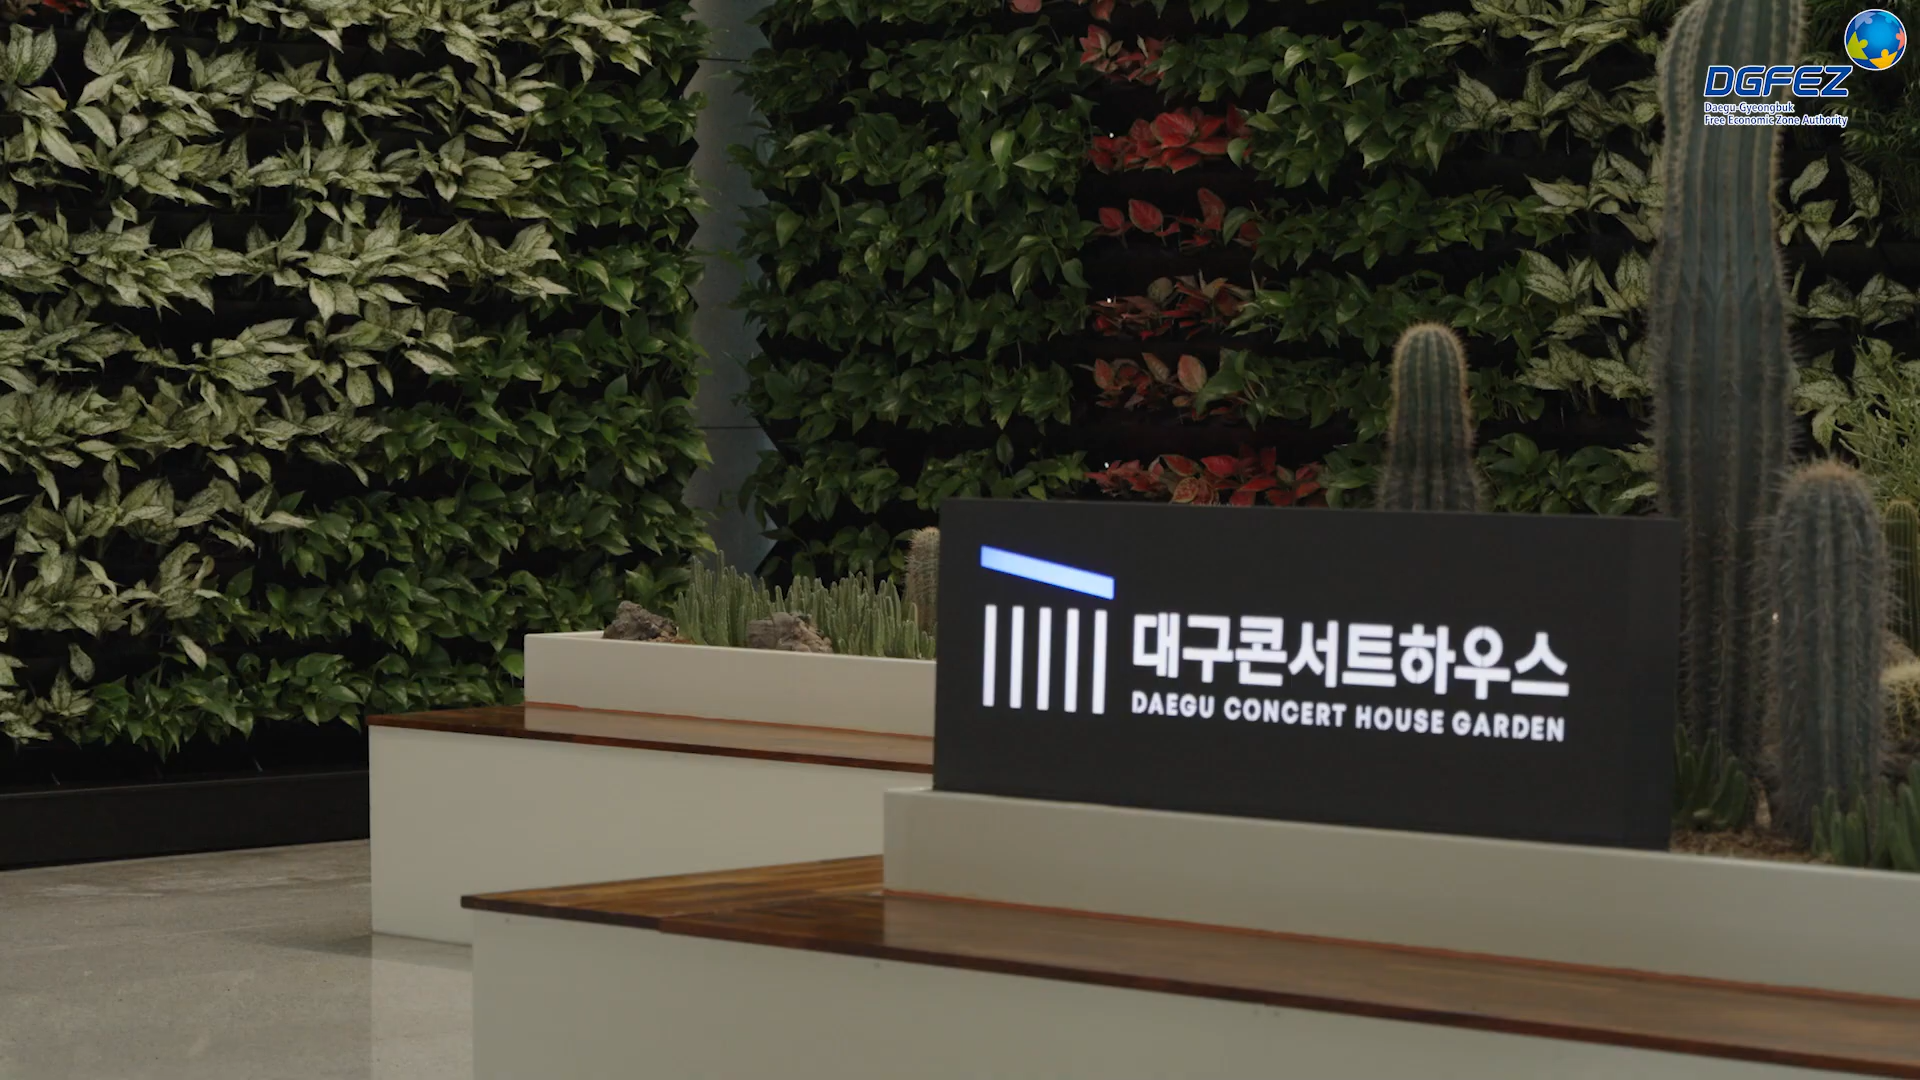 DGFEZ
Daegu-Gyeongbuk
Free Economic Zone Authority
대구콘서트하우스
DAEGU CONCERT HOUSE GARDEN